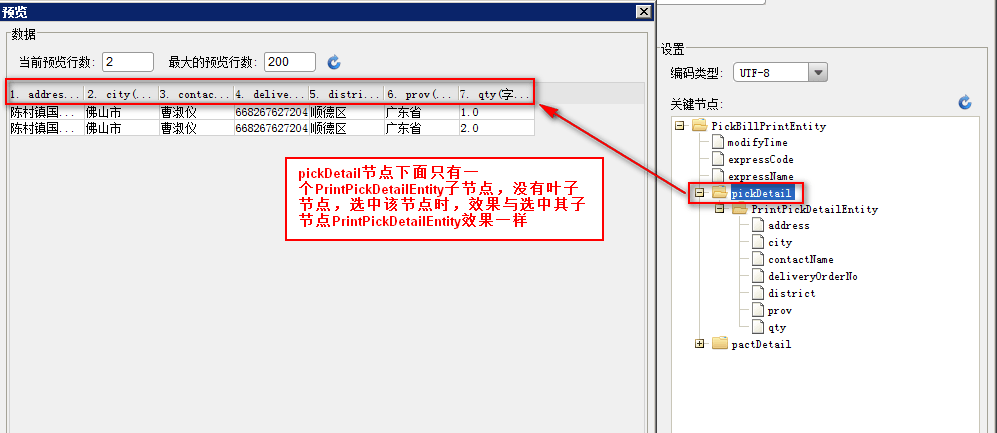 预览
数据
当前预览行数: 2 最大的预览行数: 200
1. addres... 2. city(... 3. contac... 4. delive... 5. distri... 6. prov(... 7. qty(字...
陈村镇国... 佛山市 曹淑仪 668267627204 顺德区 广东省 1.0
陈村镇国... 佛山市 曹淑仪 668267627204 顺德区 广东省 2.0
pickDetail节点下面只有一
个PrintPickDetailEntity子节点，没有叶子
节点，选中该节点时，效果与选中其子
节点PrintPickDetailEntity效果一样
设置
编码类型: UTF-8
关键节点:
PickBillPrintEntity
modifyTime
expressCode
expressName
pickDetail
PrintPickDetailEntity
address
city
contactName
deliveryOrderNo
district
prov
qty
pactDetail